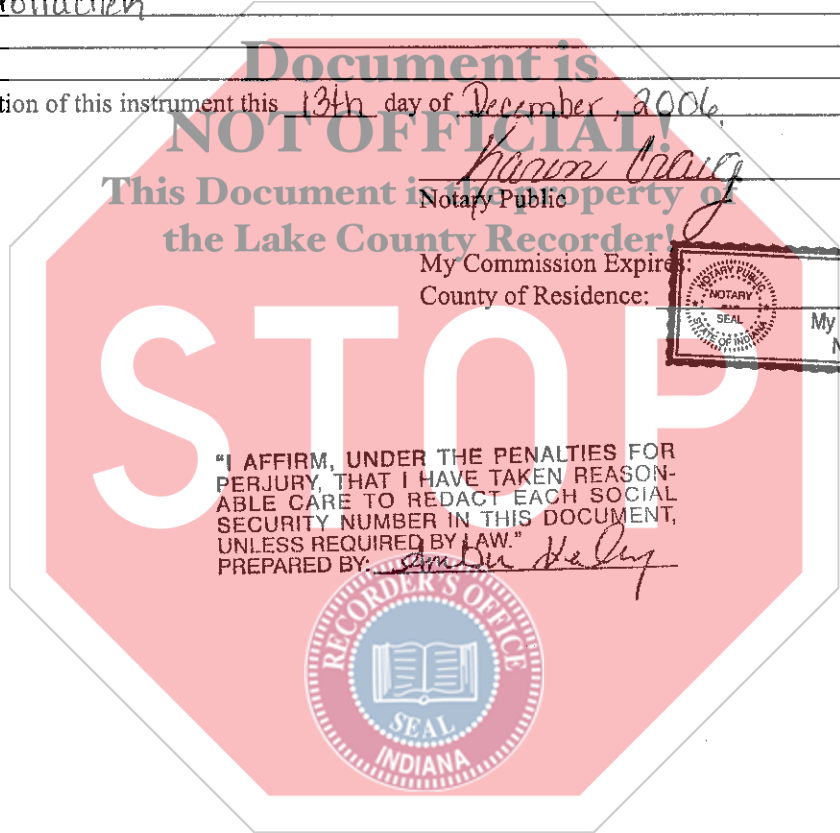 Document is
tion of this instrument this 13th day of December, 2006,
NOT OFFICIAL!
Karon Craig
This Document is the property of
Notary Public
the Lake County Recorder!
My Commission Expires:
County of Residence:
NOTARY PUBLIC
NOTARY
SEAL
STATE OF INDIANA
My
N
STOP
"I AFFIRM, UNDER THE PENALTIES FOR
PERJURY, THAT I HAVE TAKEN REASON-
ABLE CARE TO REDACT EACH SOCIAL
SECURITY NUMBER IN THIS DOCUMENT,
UNLESS REQUIRED BY LAW."
PREPARED BY:
RECORDER'S OFFICE
SEAL
INDIANA